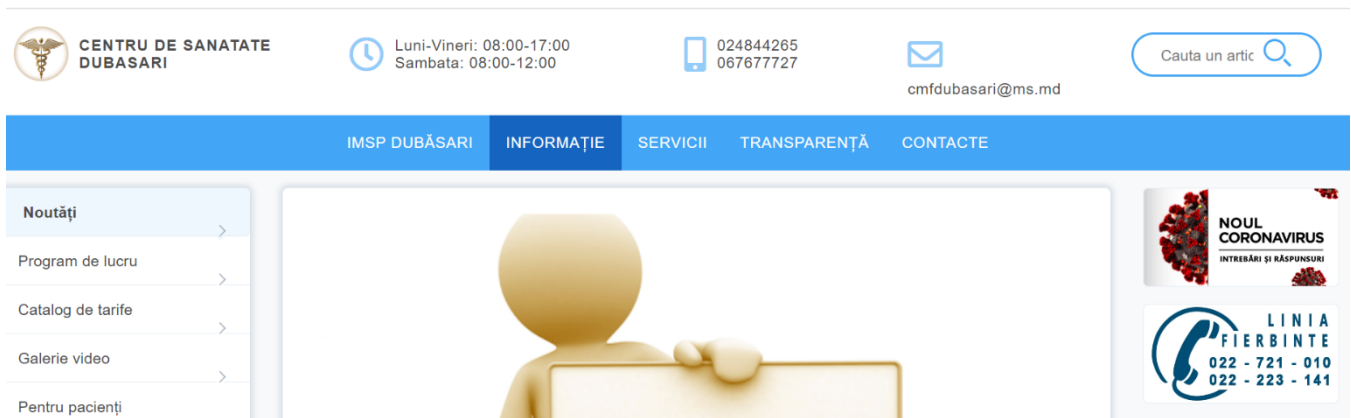 CENTRU DE SANATATE
DUBASARI
Luni-Vineri: 08:00-17:00
Sambata: 08:00-12:00
024844265
067677727
cmfdubasari@ms.md
Cauta un artic
IMSP DUBĂSARI
INFORMAȚIE
SERVICII
TRANSPARENȚĂ
CONTACTE
Noutăți
Program de lucru
Catalog de tarife
Galerie video
Pentru pacienți
NOUL
CORONAVIRUS
INTREBĂRI ȘI RĂSPUNSURI
LINIA
FIERBINTE
022 - 721 - 010
022 - 223 - 141